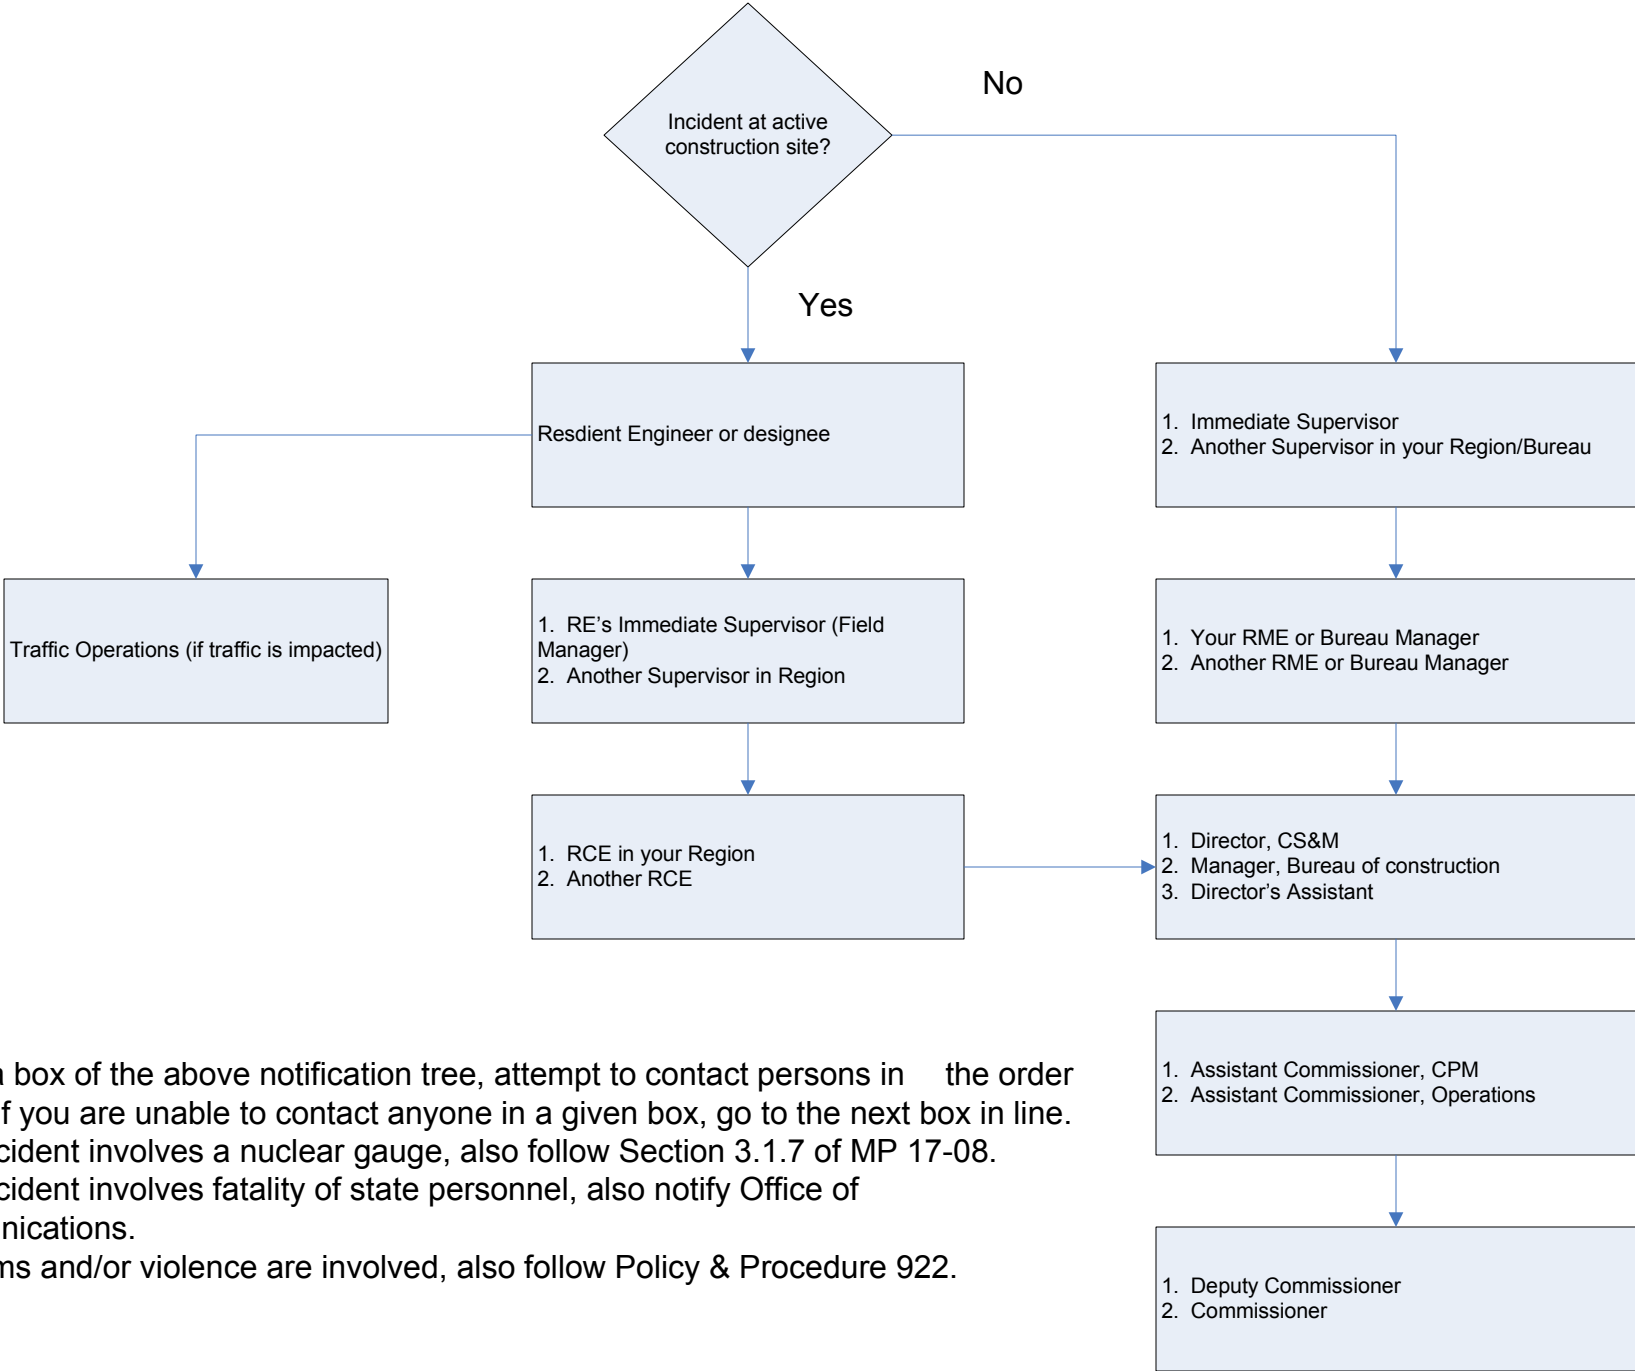 No
Incident at active
construction site?
Yes
Resdient Engineer or designee
1. Immediate Supervisor
2. Another Supervisor in your Region/Bureau
Traffic Operations (if traffic is impacted)
1. RE’s Immediate Supervisor (Field
Manager)
2. Another Supervisor in Region
1. Your RME or Bureau Manager
2. Another RME or Bureau Manager
1. RCE in your Region
2. Another RCE
1. Director, CS&M
2. Manager, Bureau of construction
3. Director’s Assistant
1. Assistant Commissioner, CPM
2. Assistant Commissioner, Operations
a box of the above notification tree, attempt to contact persons in the order
f you are unable to contact anyone in a given box, go to the next box in line.
cident involves a nuclear gauge, also follow Section 3.1.7 of MP 17-08.
cident involves fatality of state personnel, also notify Office of
nications.
ms and/or violence are involved, also follow Policy & Procedure 922.
1. Deputy Commissioner
2. Commissioner